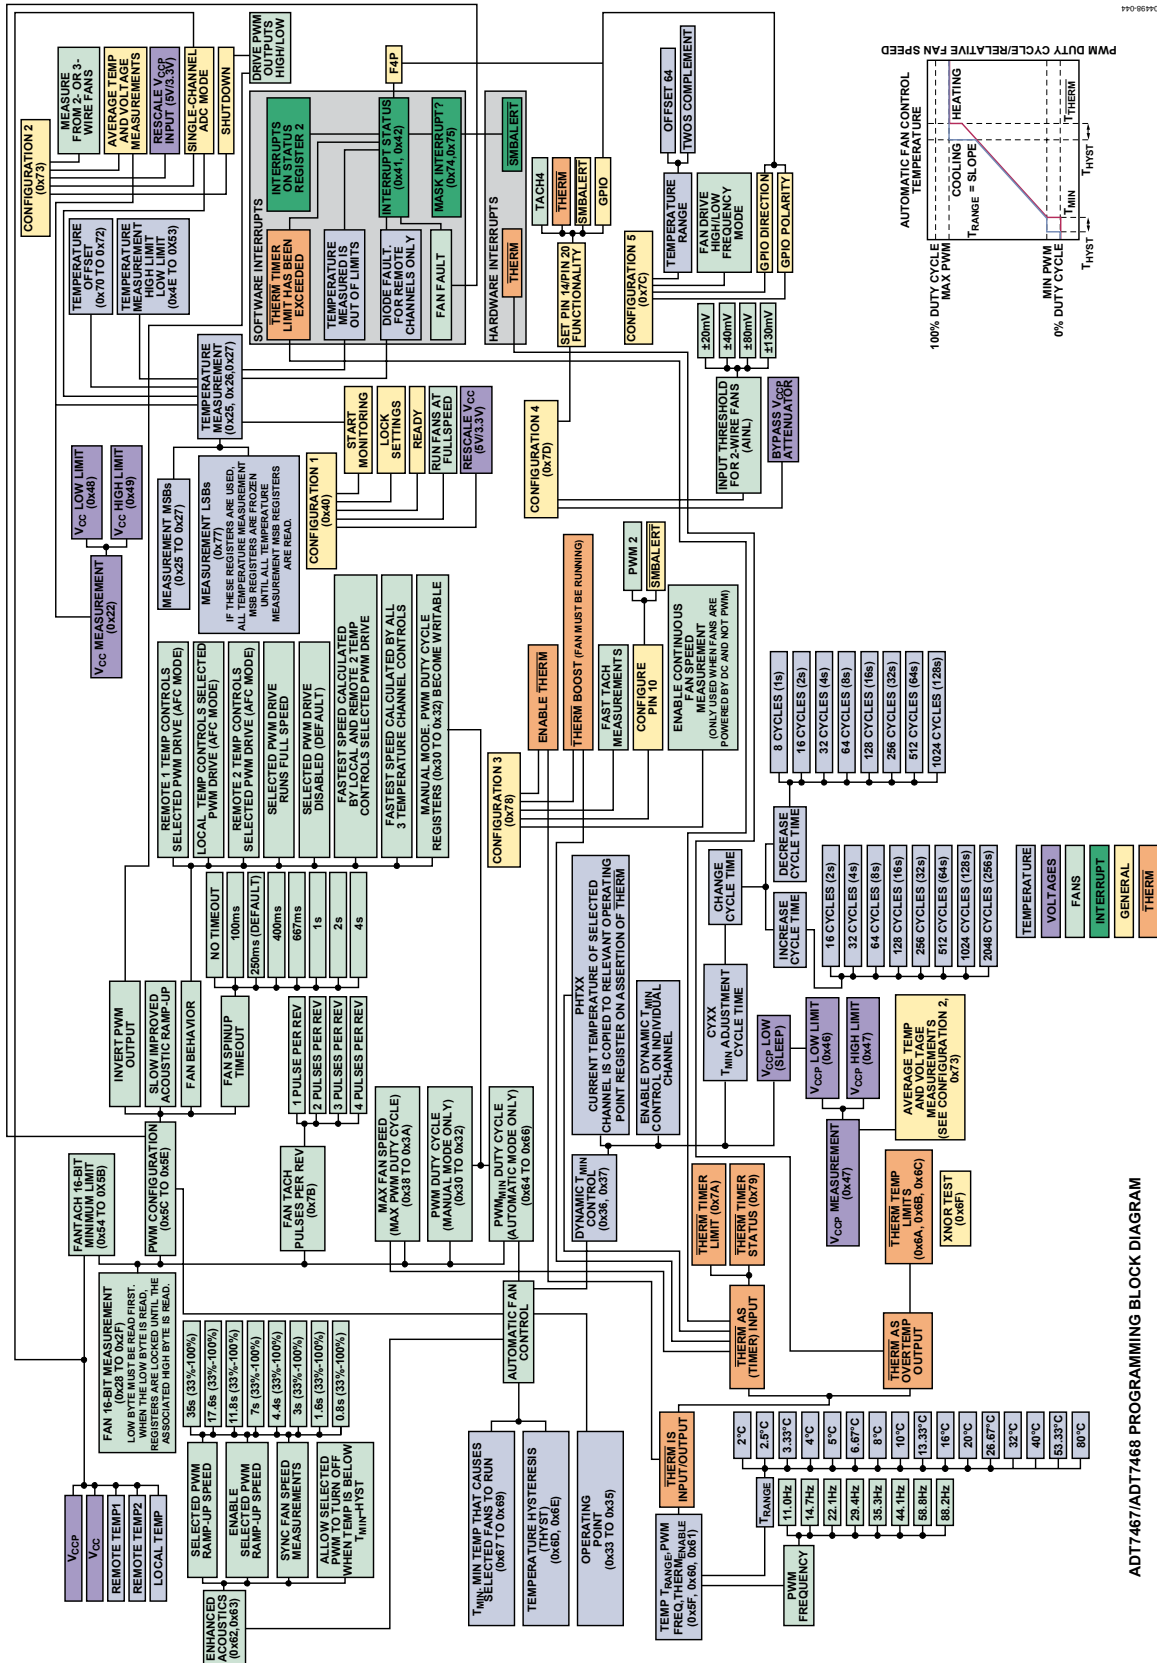 04498-044
CONFIGURATION 2
(0x73)
MEASURE
FROM 2- OR 3-
WIRE FANS
AVERAGE TEMP
AND VOLTAGE
MEASUREMENTS
RESCALE VCCP
INPUT (5V/3.3V)
SINGLE-CHANNEL
ADC MODE
SHUTDOWN
DRIVE PWM
OUTPUTS
HIGH/LOW
TEMPERATURE
OFFSET
(0x70 TO 0x72)
TEMPERATURE
MEASUREMENT
HIGH LIMIT
LOW LIMIT
(0x4E TO 0X53)
SOFTWARE INTERRUPTS
THERM TIMER
LIMIT HAS BEEN
EXCEEDED
INTERRUPTS
ON STATUS
REGISTER 2
TEMPERATURE
MEASURED IS
OUT OF LIMITS
INTERRUPT STATUS
(0x41, 0x42)
F4P
DIODE FAULT.
FOR REMOTE
CHANNELS ONLY
FAN FAULT
MASK INTERRUPT?
(0x74,0x75)
HARDWARE INTERRUPTS
THERM
SMBALERT
SET PIN 14/PIN 20
FUNCTIONALITY
TACH4
THERM
SMBALERT
GPIO
CONFIGURATION 5
(0x7C)
TEMPERATURE
RANGE
OFFSET 64
TWOS COMPLEMENT
FAN DRIVE
HIGH/LOW
FREQUENCY
MODE
GPIO DIRECTION
GPIO POLARITY
PWM DUTY CYCLE/RELATIVE FAN SPEED
AUTOMATIC FAN CONTROL
TEMPERATURE
100% DUTY CYCLE
MAX PWM
COOLING
HEATING
TRANGE = SLOPE
MIN PWM
0% DUTY CYCLE
THYST
TMIN
THYST
TTHERM
VCC MEASUREMENT
(0x22)
VCC LOW LIMIT
(0x48)
VCC HIGH LIMIT
(0x49)
TEMPERATURE
MEASUREMENT
(0x25, 0x26,0x27)
MEASUREMENT MSBs
(0x25 TO 0x27)
MEASUREMENT LSBs
(0x77)
IF THESE REGISTERS ARE USED,
ALL TEMPERATURE MEASUREMENT
MSB REGISTERS ARE FROZEN
UNTIL ALL TEMPERATURE
MEASUREMENT MSB REGISTERS
ARE READ.
CONFIGURATION 1
(0x40)
START
MONITORING
LOCK
SETTINGS
READY
RUN FANS AT
FULLSPEED
RESCALE VCC
(5V/3.3V)
CONFIGURATION 4
(0x7D)
INPUT THRESHOLD
FOR 2-WIRE FANS
(AINL)
±20mV
±40mV
±80mV
±130mV
BYPASS VCCP
ATTENUATOR
REMOTE 1 TEMP CONTROLS
SELECTED PWM DRIVE (AFC MODE)
LOCAL TEMP CONTROLS SELECTED
PWM DRIVE (AFC MODE)
REMOTE 2 TEMP CONTROLS
SELECTED PWM DRIVE (AFC MODE)
SELECTED PWM DRIVE
RUNS FULL SPEED
SELECTED PWM DRIVE
DISABLED (DEFAULT)
FASTEST SPEED CALCULATED
BY LOCAL AND REMOTE 2 TEMP
CONTROLS SELECTED PWM DRIVE
FASTEST SPEED CALCULATED BY ALL
3 TEMPERATURE CHANNEL CONTROLS
MANUAL MODE. PWM DUTY CYCLE
REGISTERS (0x30 TO 0x32) BECOME WRITABLE
CONFIGURATION 3
(0x78)
ENABLE THERM
THERM BOOST (FAN MUST BE RUNNING)
FAST TACH
MEASUREMENTS
CONFIGURE
PIN 10
PWM 2
SMBALERT
ENABLE CONTINUOUS
FAN SPEED
MEASUREMENT
(ONLY USED WHEN FANS ARE
POWERED BY DC AND NOT PWM)
INVERT PWM
OUTPUT
SLOW IMPROVED
ACOUSTIC RAMP-UP
FAN BEHAVIOR
FAN SPINUP
TIMEOUT
NO TIMEOUT
100ms
250ms (DEFAULT)
400ms
667ms
1s
2s
4s
FANTACH 16-BIT
MINIMUM LIMIT
(0x54 TO 0X5B)
PWM CONFIGURATION
(0x5C TO 0x5E)
FAN TACH
PULSES PER REV
(0x7B)
1 PULSE PER REV
2 PULSES PER REV
3 PULSES PER REV
4 PULSES PER REV
MAX FAN SPEED
(MAX PWM DUTY CYCLE)
(0x38 TO 0x3A)
PWM DUTY CYCLE
(MANUAL MODE ONLY)
(0x30 TO 0x32)
PWMMIN DUTY CYCLE
(AUTOMATIC MODE ONLY)
(0x64 TO 0x66)
DYNAMIC TMIN
CONTROL
(0x36, 0x37)
PHTXX
CURRENT TEMPERATURE OF SELECTED
CHANNEL IS COPIED TO RELEVANT OPERATING
POINT REGISTER ON ASSERTION OF THERM
ENABLE DYNAMIC TMIN
CONTROL ON INDIVIDUAL
CHANNEL
CYXX
TMIN ADJUSTMENT
CYCLE TIME
CHANGE
CYCLE TIME
INCREASE
CYCLE TIME
DECREASE
CYCLE TIME
8 CYCLES (1s)
16 CYCLES (2s)
32 CYCLES (4s)
64 CYCLES (8s)
128 CYCLES (16s)
256 CYCLES (32s)
512 CYCLES (64s)
1024 CYCLES (128s)
16 CYCLES (2s)
32 CYCLES (4s)
64 CYCLES (8s)
128 CYCLES (16s)
256 CYCLES (32s)
512 CYCLES (64s)
1024 CYCLES (128s)
2048 CYCLES (256s)
VCCP LOW
(SLEEP)
VCCP MEASUREMENT
(0x47)
VCCP LOW LIMIT
(0x46)
VCCP HIGH LIMIT
(0x47)
AVERAGE TEMP
AND VOLTAGE
MEASUREMENTS
(SEE CONFIGURATION 2,
0x73)
TEMPERATURE
VOLTAGES
FANS
INTERRUPT
GENERAL
THERM
FAN 16-BIT MEASUREMENT
(0x28 TO 0x2F)
LOW BYTE MUST BE READ FIRST.
WHEN THE LOW BYTE IS READ,
REGISTERS ARE LOCKED UNTIL THE
ASSOCIATED HIGH BYTE IS READ.
VCCP
VCC
REMOTE TEMP1
REMOTE TEMP2
LOCAL TEMP
ENHANCED
ACOUSTICS
(0x62,0x63)
SELECTED PWM
RAMP-UP SPEED
ENABLE
SELECTED PWM
RAMP-UP SPEED
SYNC FAN SPEED
MEASUREMENTS
ALLOW SELECTED
PWM TO TURN OFF
WHEN TEMP IS BELOW
TMIN-HYST
35s (33%-100%)
17.6s (33%-100%)
11.8s (33%-100%)
7s (33%-100%)
4.4s (33%-100%)
3s (33%-100%)
1.6s (33%-100%)
0.8s (33%-100%)
AUTOMATIC FAN
CONTROL
TMIN: MIN TEMP THAT CAUSES
SELECTED FANS TO RUN
(0x67 TO 0x69)
TEMPERATURE HYSTERESIS
(THYST)
(0x6D, 0x6E)
OPERATING
POINT
(0x33 TO 0x35)
TEMP TRANGE, PWM
FREQ,THERMENABLE
(0x5F, 0x60, 0x61)
THERM IS
INPUT/OUTPUT
THERM AS
(TIMER) INPUT
THERM TIMER
LIMIT (0x7A)
THERM TIMER
STATUS (0x79)
THERM AS
OVERTEMP
OUTPUT
THERM TEMP
LIMITS
(0x6A, 0x6B, 0x6C)
XNOR TEST
(0x6F)
TRANGE
2°C
2.5°C
3.33°C
4°C
5°C
6.67°C
8°C
10°C
13.33°C
16°C
20°C
26.67°C
32°C
40°C
53.33°C
80°C
PWM
FREQUENCY
11.0Hz
14.7Hz
22.1Hz
29.4Hz
35.3Hz
44.1Hz
58.8Hz
88.2Hz
ADT7467/ADT7468 PROGRAMMING BLOCK DIAGRAM